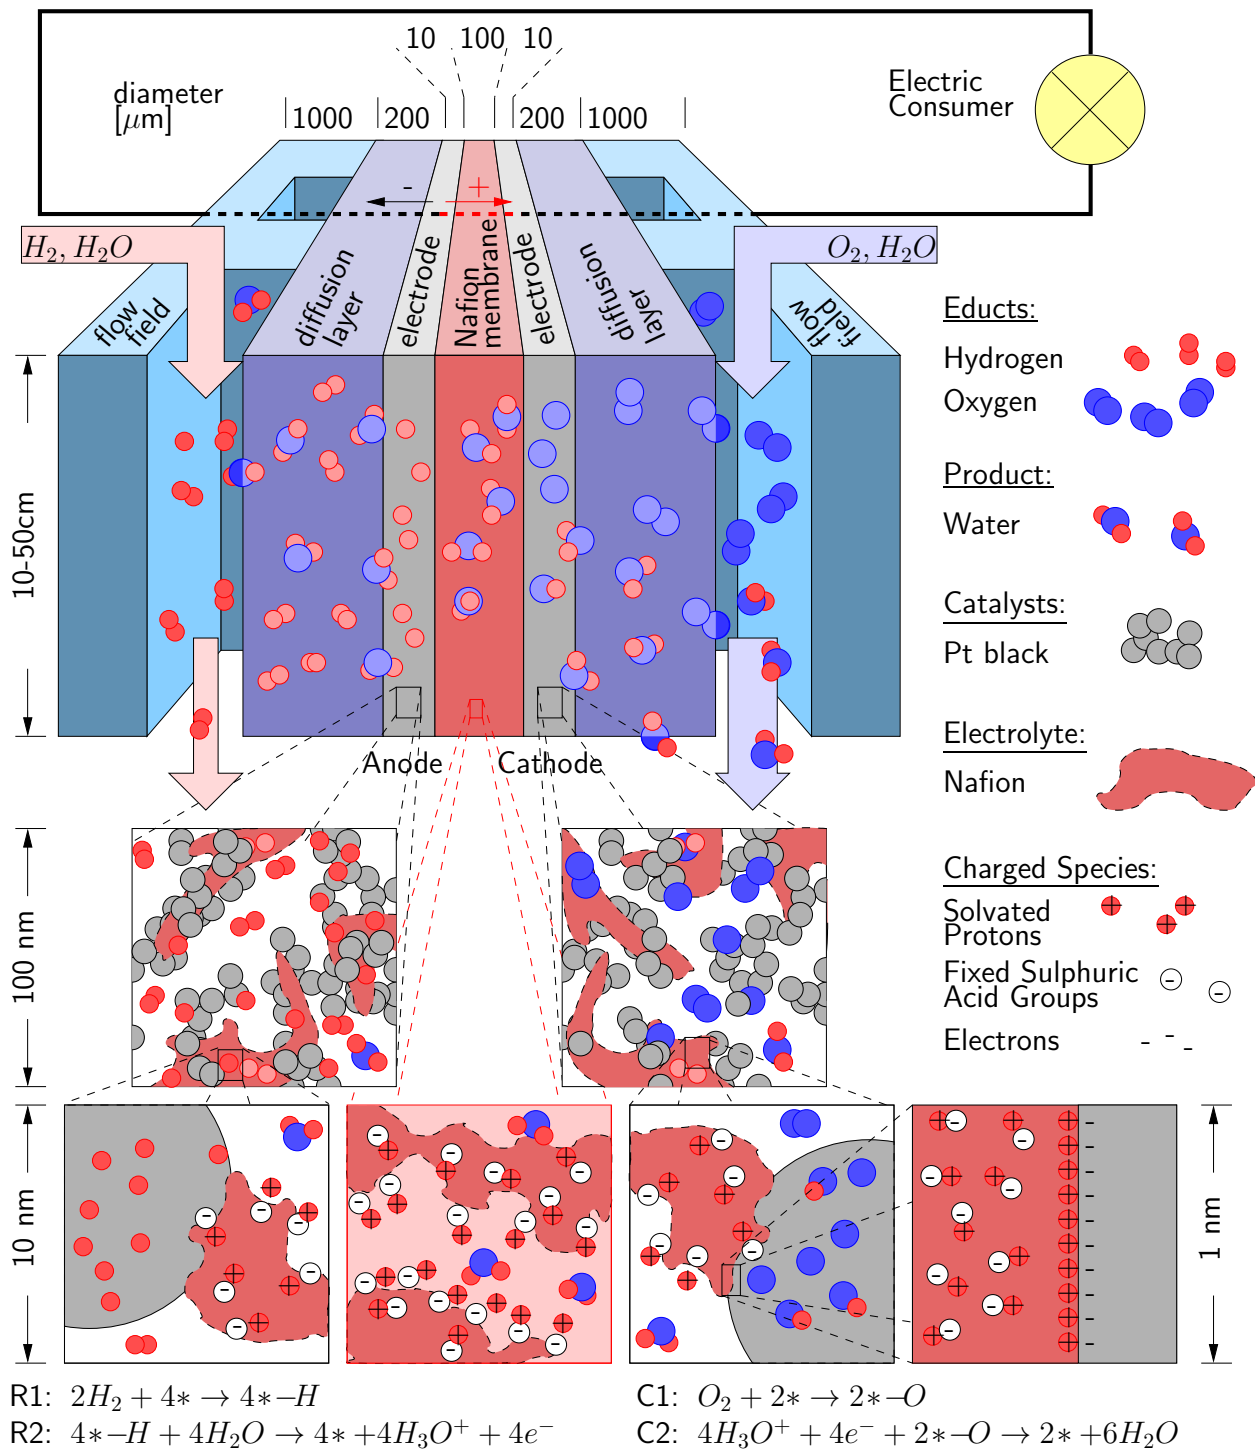 10 100 10
diameter
[μm]
1000 200 200 1000
Electric
Consumer
- +
H₂, H₂O
O₂, H₂O
flow
field
diffusion
layer
electrode
Nafion
membrane
electrode
diffusion
layer
flow
field
10-50cm
Anode
Cathode
Educts:
Hydrogen
Oxygen
Product:
Water
Catalysts:
Pt black
Electrolyte:
Nafion
Charged Species:
Solvated
Protons
Fixed Sulphuric
Acid Groups
Electrons
100 nm
10 nm
1 nm
R1: 2H₂ + 4∗ → 4∗–H
R2: 4∗–H + 4H₂O → 4∗ +4H₃O⁺ + 4e⁻
C1: O₂ + 2∗ → 2∗–O
C2: 4H₃O⁺ + 4e⁻ + 2∗–O → 2∗ +6H₂O